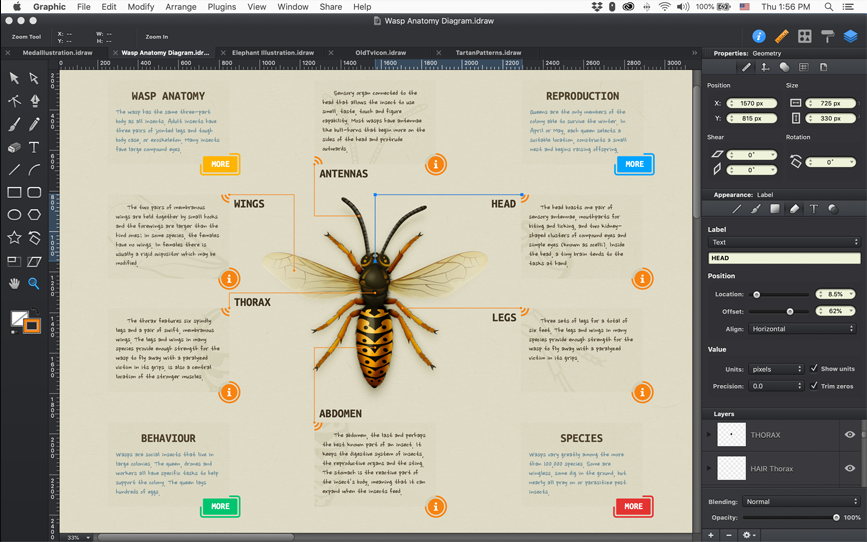 Graphic File Edit Modify Arrange Plugins View Window Share Help 100% Thu 1:56 PM
Wasp Anatomy Diagram.idraw
Zoom Tool X: -- Y: -- W: -- H: -- Zoom In
MedalIllustration.idraw Wasp Anatomy Diagram.idr... Elephant Illustration.idraw OldTvIcon.idraw TartanPatterns.idraw
0 200 400 600 800 1000 1200 1400 1600 1800 2000 2200 2400 2600 2800 3000
WASP ANATOMY
The wasp has the same three-part
body as all insects. Adult insects have
three pairs of jointed legs and tough
body case, or exoskeleton. Many insects
have large compound eyes.
MORE
Sensory organ connected to the
head that allows the insect to use
smell, taste, touch and figure
capability. Most wasps have antennae
like bull-horns that begin more on the
sides of the head and protrude
outwards.
ANTENNAS
REPRODUCTION
Queens are the only members of the
colony able to survive the winter. In
April or May, each queen selects a
suitable location, constructs a small
nest and begins raising offspring.
MORE
WINGS
The two pairs of membranous
wings are held together by small hooks
and the forewings are larger than the
hind ones; in some species, the females
have no wings. In females there is
usually a rigid ovipositor which may be
modified.
HEAD
The head boasts one pair of
sensory antennae, mouthparts for
biting and licking, and two kidney-
shaped clusters of compound eyes and
simple eyes (known as ocelli). Inside
the head, a tiny brain tends to the
tasks at hand.
THORAX
The thorax features six spindly
legs and a pair of swift, membranous
wings. The legs and wings in many
species provide enough strength for the
wasp to fly away with a paralyzed
victim in its grips. is also a central
location of the stronger muscles.
LEGS
Three sets of legs for a total of
six feet. The legs and wings in many
species provide enough strength for the
wasp to fly away with a paralyzed
victim in its grips.
ABDOMEN
The abdomen, the last and perhaps
the best known part of an insect. It
keeps the digestive system of insects,
the reproductive organs and the sting.
The stomach is the reactive part of
the insect's body, meaning that it can
expand when the insects feed.
BEHAVIOUR
Wasps are social insects that live in
large colonies. The queen, drones and
workers all have specific tasks to help
support the colony. The queen lays
hundreds of eggs.
MORE
SPECIES
Wasps vary greatly among the more
than 100,000 species. Some are
wingless, some dig in the ground, but
nearly all prey on or parasitize pest
insects.
MORE
33%
Properties: Geometry
Position Size
X: 1570 px 725 px
Y: 815 px 330 px
Shear Rotation
0° 0°
0°
Appearance: Label
Label
Text
HEAD
Position
Location: 8.5%
Offset: 62%
Align: Horizontal
Value
Units: pixels Show units
Precision: 0.0 Trim zeros
Layers
THORAX
HAIR Thorax
Blending: Normal
Opacity: 100%